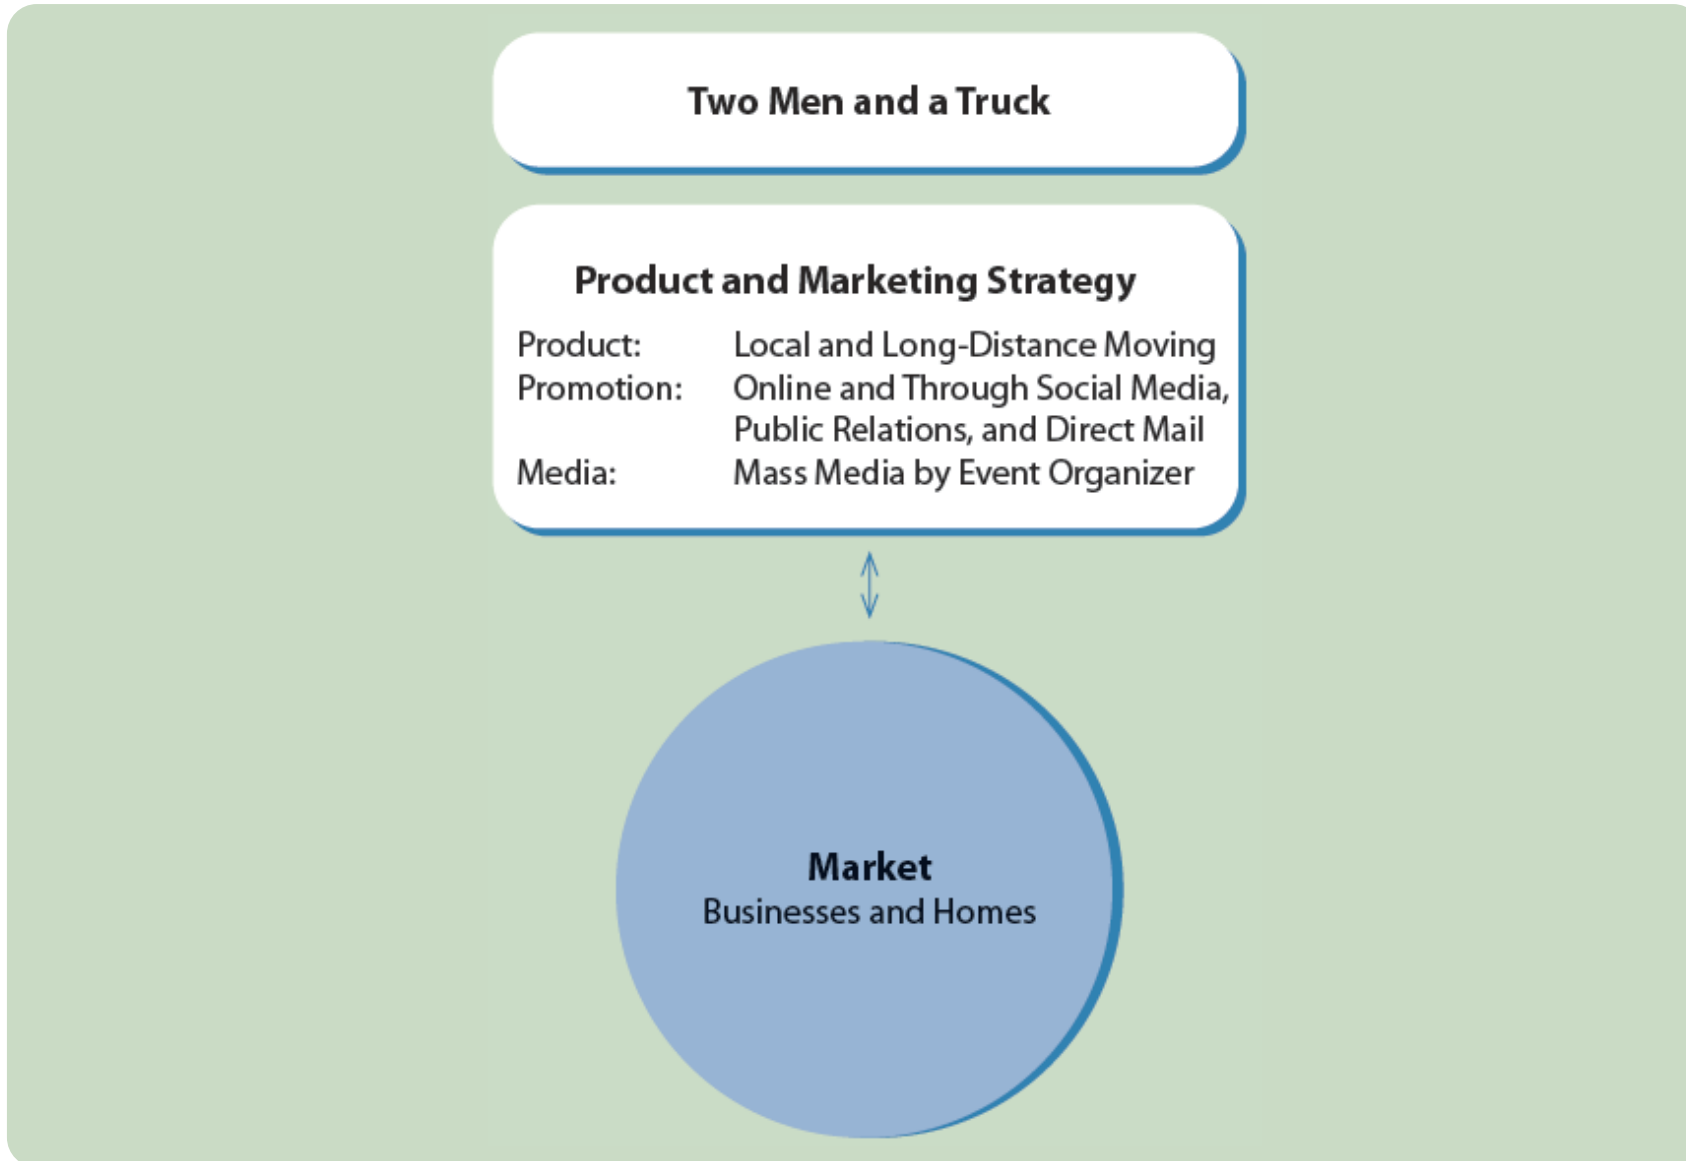 Two Men and a Truck
Product and Marketing Strategy
Product: Local and Long-Distance Moving
Promotion: Online and Through Social Media,
Public Relations, and Direct Mail
Media: Mass Media by Event Organizer
Market
Businesses and Homes